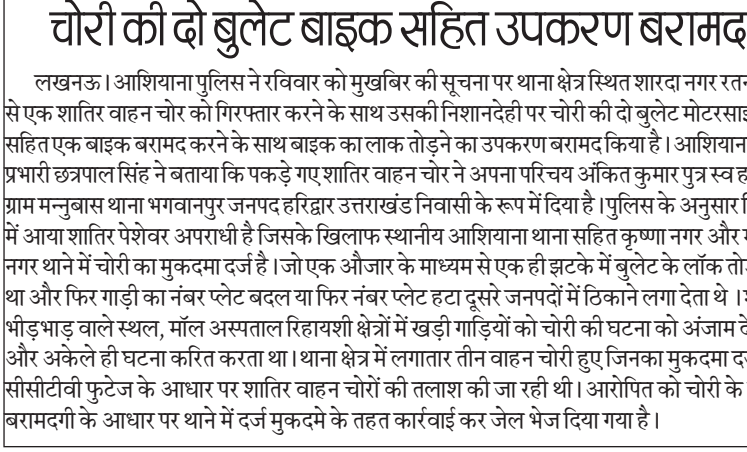 चोरी की दो बुलेट बाइक सहित उपकरण बरामद
लखनऊ। आशियाना पुलिस ने रविवार को मुखबिर की सूचना पर थाना क्षेत्र स्थित शारदा नगर
से एक शातिर वाहन चोर को गिरफ्तार करने के साथ उसकी निशानदेही पर चोरी की दो बुलेट
सहित एक बाइक बरामद करने के साथ बाइक का लाक तोड़ने का उपकरण बरामद किया है।
प्रभारी छत्रपाल सिंह ने बताया कि पकड़े गए शातिर वाहन चोर ने अपना परिचय अंकित कुमार पुत्र स्व
ग्राम मन्नुबास थाना भगवानपुर जनपद हरिद्वार उत्तराखंड निवासी के रूप में दिया है ।पुलिस के अनुसार
में आया शातिर पेशेवर अपराधी है जिसके खिलाफ स्थानीय आशियाना थाना सहित कृष्णा नगर और
नगर थाने में चोरी का मुकदमा दर्ज है ।जो एक औजार के माध्यम से एक ही झटके में बुलेट के लॉक
था और फिर गाड़ी का नंबर प्लेट बदल या फिर नंबर प्लेट हटा दूसरे जनपदों में ठिकाने लगा देता थे ।
भीड़भाड़ वाले स्थल, मॉल अस्पताल रिहायशी क्षेत्रों में खड़ी गाड़ियों को चोरी की घटना को अंजाम
और अकेले ही घटना करित करता था। थाना क्षेत्र में लगातार तीन वाहन चोरी हुए जिनका मुकदमा
सीसीटीवी फुटेज के आधार पर शातिर वाहन चोरों की तलाश की जा रही थी। आरोपित को चोरी के
बरामदगी के आधार पर थाने में दर्ज मुकदमे के तहत कार्रवाई कर जेल भेज दिया गया है।